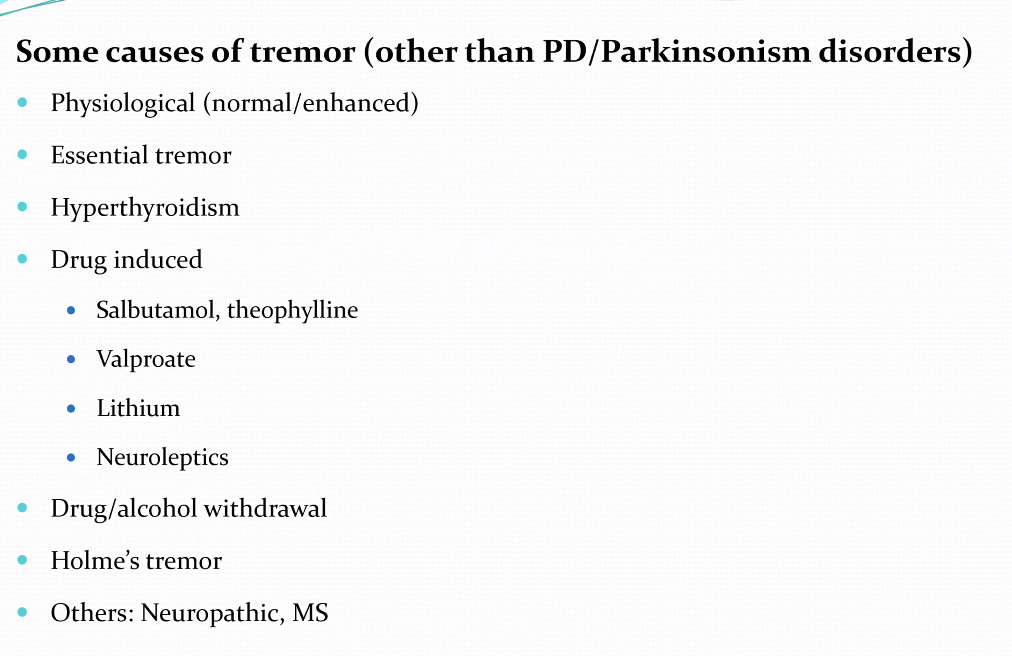 Some causes of tremor (other than PD/Parkinsonism disorders)
Physiological (normal/enhanced)
Essential tremor
Hyperthyroidism
Drug induced
Salbutamol, theophylline
Valproate
Lithium
Neuroleptics
Drug/alcohol withdrawal
Holme’s tremor
Others: Neuropathic, MS